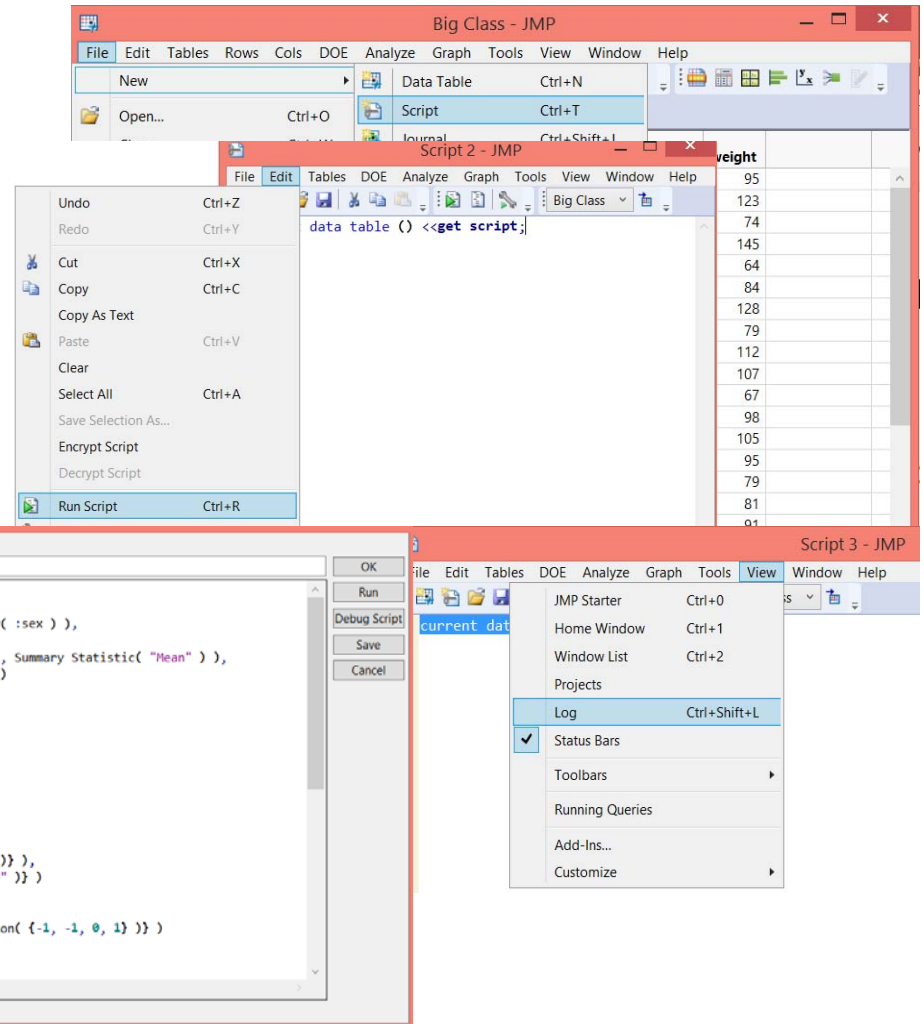 Big Class - JMP
File Edit Tables Rows Cols DOE Analyze Graph Tools View Window Help
New
Data Table Ctrl+N
Open... Ctrl+O
Script Ctrl+T
Journal Ctrl+Shift+J
Script 2 - JMP
File Edit Tables DOE Analyze Graph Tools View Window Help
Big Class
data table () <<get script;
Undo Ctrl+Z
Redo Ctrl+Y
Cut Ctrl+X
Copy Ctrl+C
Copy As Text
Paste Ctrl+V
Clear
Select All Ctrl+A
Save Selection As...
Encrypt Script
Decrypt Script
Run Script Ctrl+R
weight
95
123
74
145
64
84
128
79
112
107
67
98
105
95
79
81
91
OK
Run
Debug Script
Save
Cancel
( :sex ) ),
, Summary Statistic( "Mean" ) ),
)
)} ),
" )} )
on( {-1, -1, 0, 1} )} )
Script 3 - JMP
File Edit Tables DOE Analyze Graph Tools View Window Help
current dat
JMP Starter Ctrl+0
Home Window Ctrl+1
Window List Ctrl+2
Projects
Log Ctrl+Shift+L
Status Bars
Toolbars
Running Queries
Add-Ins...
Customize